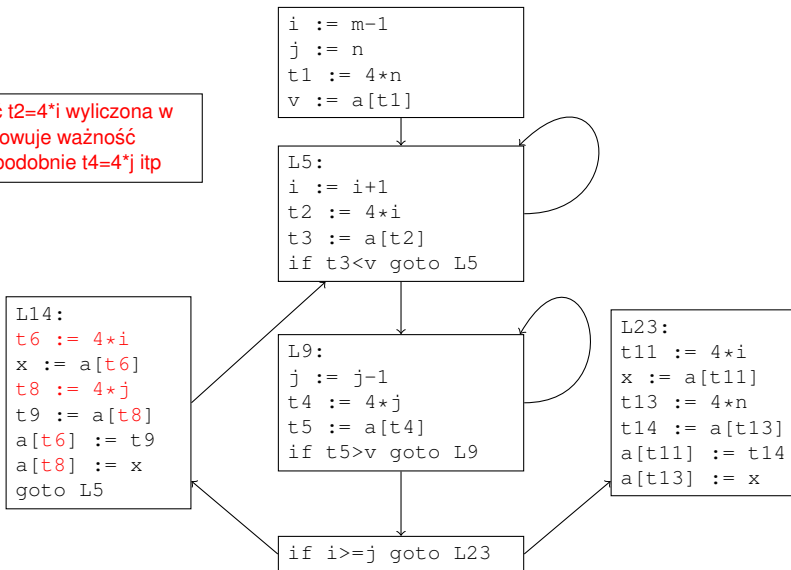 i := m-1
j := n
t1 := 4*n
v := a[t1]
t2=4*i wyliczona w
owuje ważność
podobnie t4=4*j itp
L5:
i := i+1
t2 := 4*i
t3 := a[t2]
if t3<v goto L5
L14:
t6 := 4*i
x := a[t6]
t8 := 4*j
t9 := a[t8]
a[t6] := t9
a[t8] := x
goto L5
L9:
j := j-1
t4 := 4*j
t5 := a[t4]
if t5>v goto L9
L23:
t11 := 4*i
x := a[t11]
t13 := 4*n
t14 := a[t13]
a[t11] := t14
a[t13] := x
if i>=j goto L23